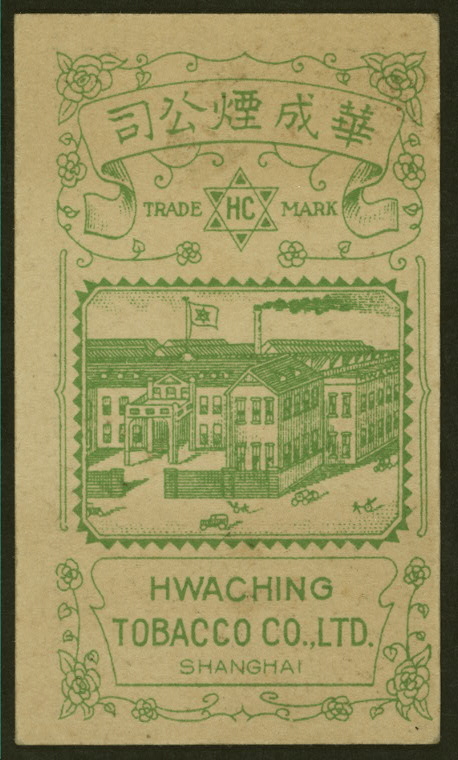 華成煙公司
TRADE HC MARK
HWACHING
TOBACCO CO.,LTD.
SHANGHAI